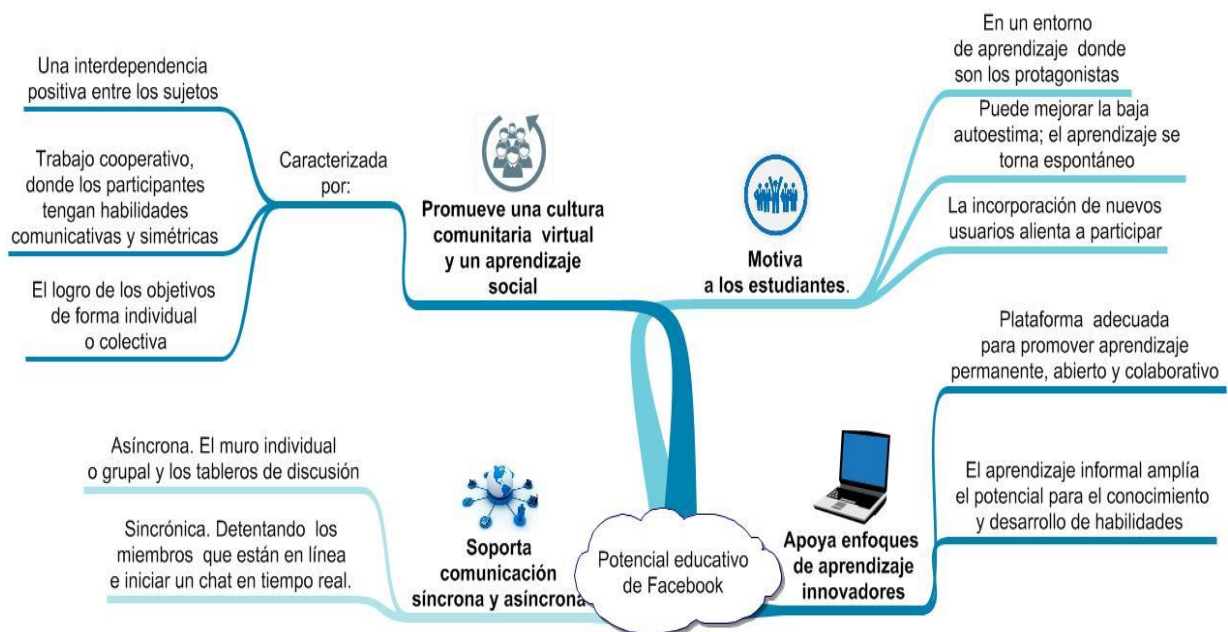 Una interdependencia
positiva entre los sujetos
Trabajo cooperativo,
donde los participantes
tengan habilidades
comunicativas y simétricas
El logro de los objetivos
de forma individual
o colectiva
Caracterizada
por:
Promueve una cultura
comunitaria virtual
y un aprendizaje
social
Motiva
a los estudiantes.
En un entorno
de aprendizaje donde
son los protagonistas
Puede mejorar la baja
autoestima; el aprendizaje se
torna espontáneo
La incorporación de nuevos
usuarios alienta a participar
Asíncrona. El muro individual
o grupal y los tableros de discusión
Sincrónica. Detentando los
miembros que están en línea
e iniciar un chat en tiempo real.
Soporta
comunicación
síncrona y asíncrona
Potencial educativo
de Facebook
Apoya enfoques
de aprendizaje
innovadores
Plataforma adecuada
para promover aprendizaje
permanente, abierto y colaborativo
El aprendizaje informal amplía
el potencial para el conocimiento
y desarrollo de habilidades